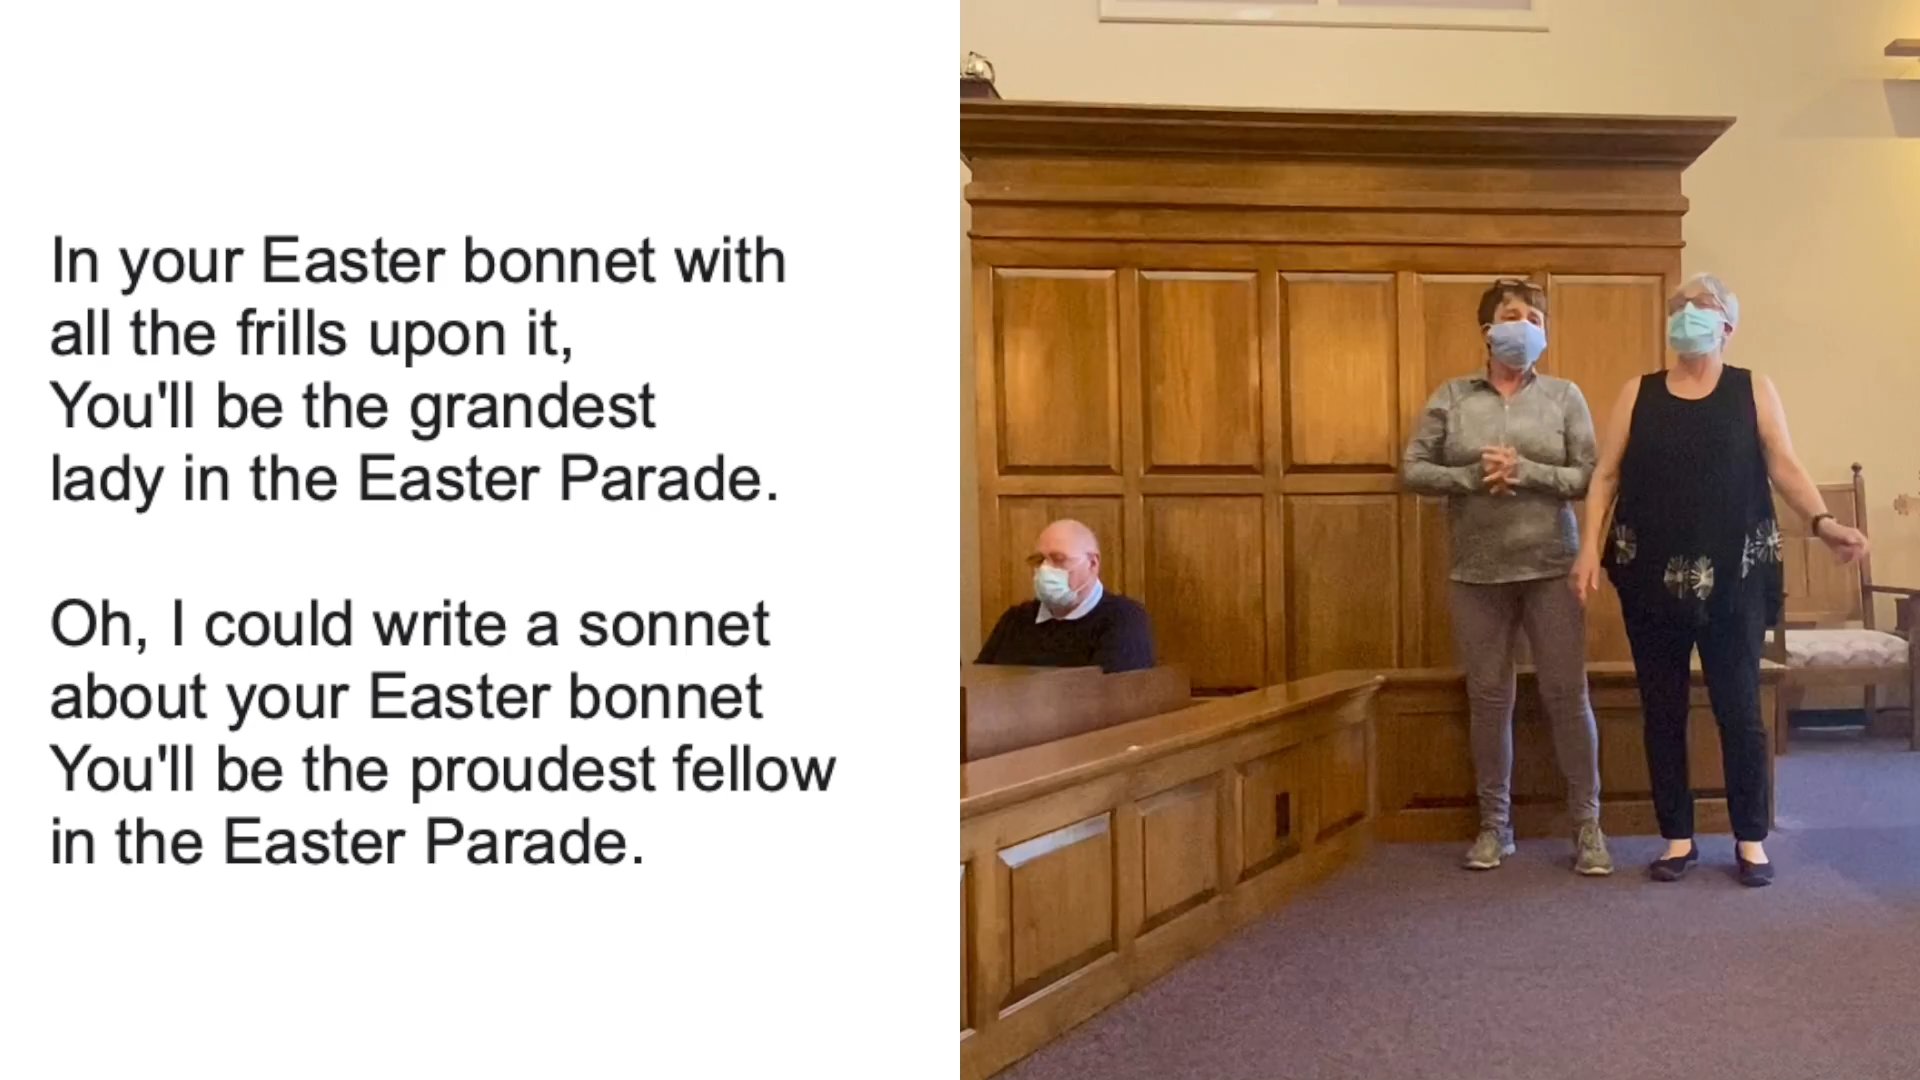 In your Easter bonnet with
all the frills upon it,
You'll be the grandest
lady in the Easter Parade.
Oh, I could write a sonnet
about your Easter bonnet
You'll be the proudest fellow
in the Easter Parade.